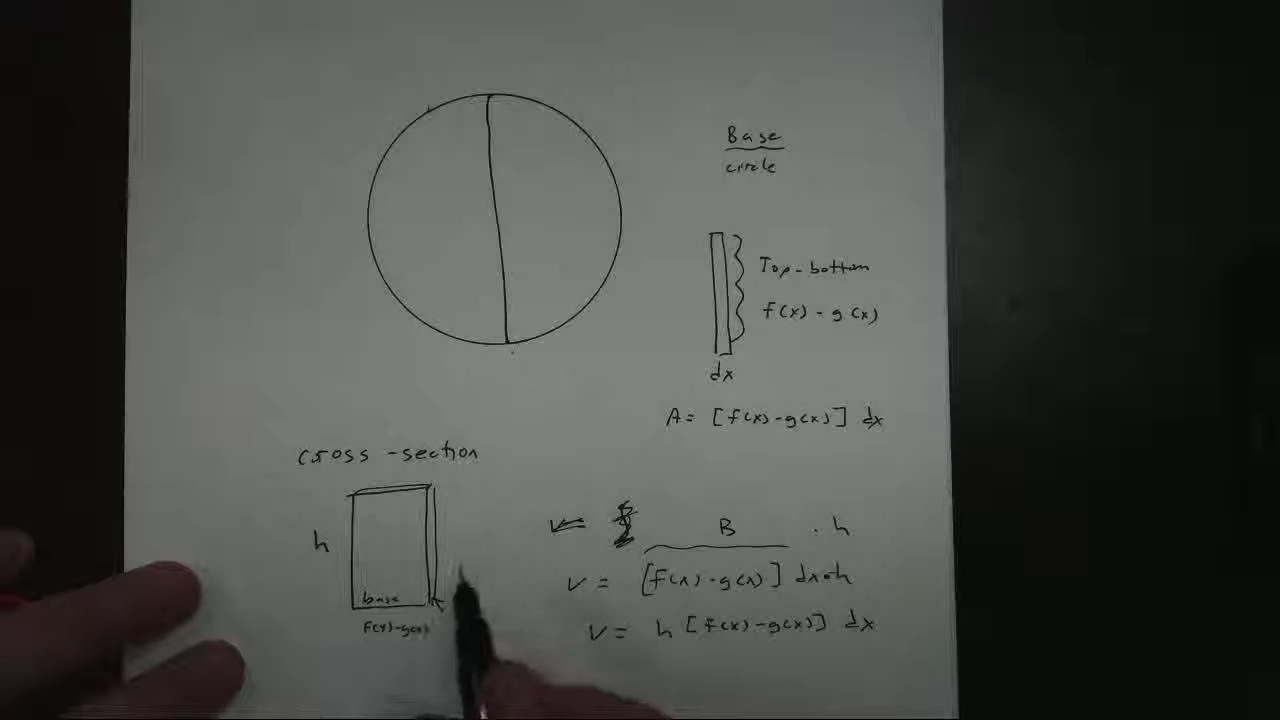 Base
circle
Top-bottom
f(x) - g(x)
dx
A = [f(x)-g(x)] dx
cross-section
h
base
f(x)-g(x)
V = B . h
V = [f(x)-g(x)] dx·h
V = h [f(x)-g(x)] dx